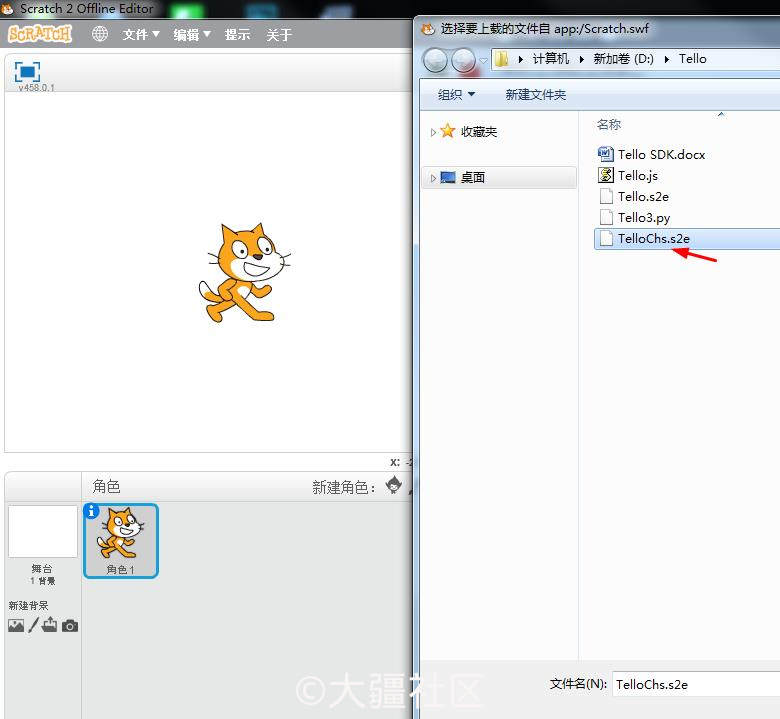 Scratch 2 Offline Editor
SCRATCH 文件 编辑 提示 关于
v458.0.1
X: -2
角色
新建角色:
角色1
舞台
1 背景
新建背景
选择要上载的文件自 app:/Scratch.swf
计算机 新加卷 (D:) Tello
组织 新建文件夹
收藏夹
桌面
名称
Tello SDK.docx
Tello.js
Tello.s2e
Tello3.py
TelloChs.s2e
文件名(N): TelloChs.s2e
©大疆社区